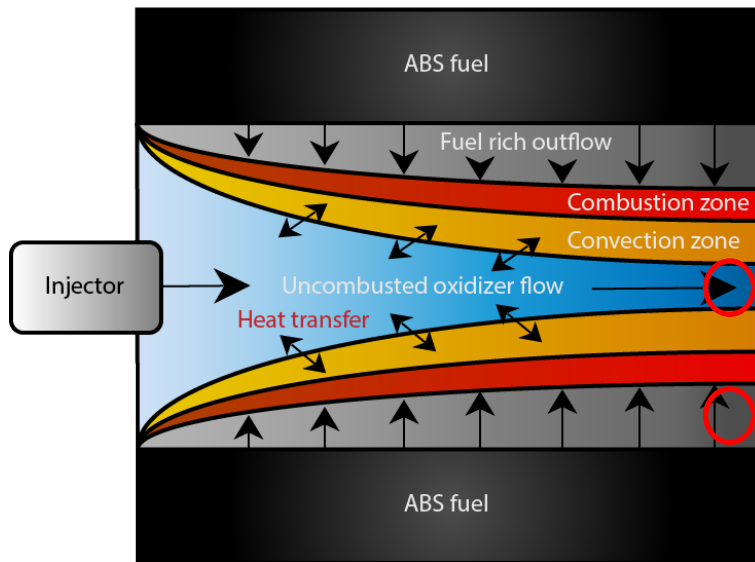 ABS fuel
Fuel rich outflow
Combustion zone
Convection zone
Injector
Uncombusted oxidizer flow
Heat transfer
ABS fuel